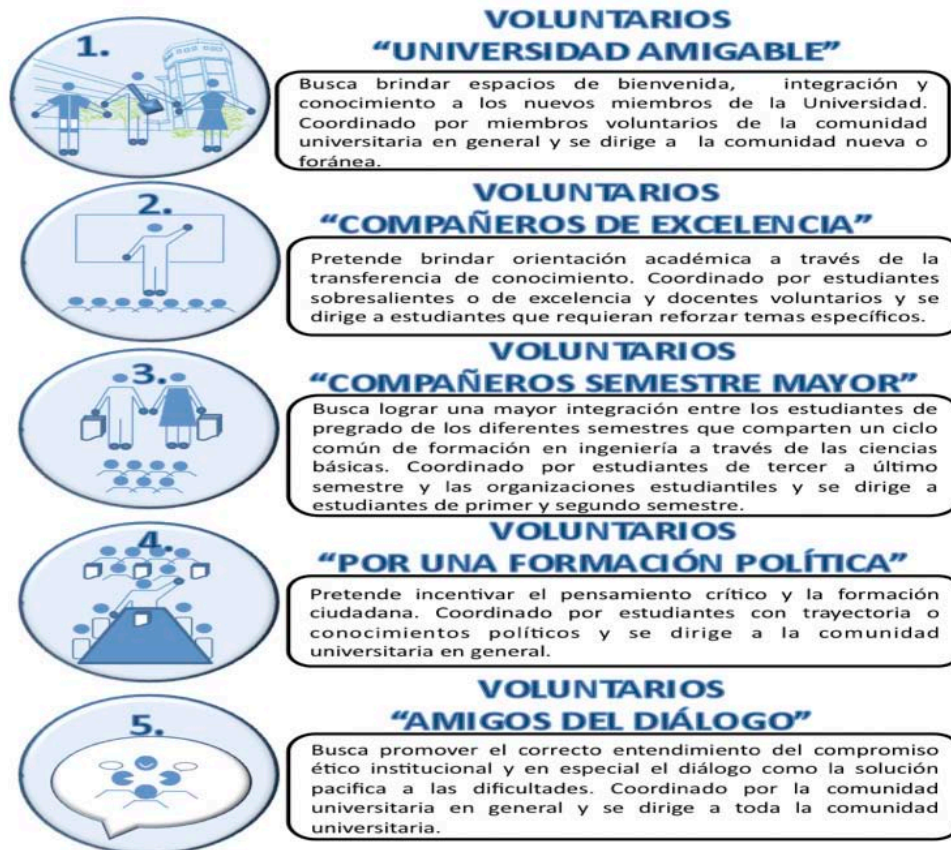 1.
VOLUNTARIOS
“UNIVERSIDAD AMIGABLE”
Busca brindar espacios de bienvenida, integración y
conocimiento a los nuevos miembros de la Universidad.
Coordinado por miembros voluntarios de la comunidad
universitaria en general y se dirige a la comunidad nueva o
foránea.
2.
VOLUNTARIOS
“COMPAÑEROS DE EXCELENCIA”
Pretende brindar orientación académica a través de la
transferencia de conocimiento. Coordinado por estudiantes
sobresalientes o de excelencia y docentes voluntarios y se
dirige a estudiantes que requieran reforzar temas específicos.
3.
VOLUNTARIOS
“COMPAÑEROS SEMESTRE MAYOR”
Busca lograr una mayor integración entre los estudiantes de
pregrado de los diferentes semestres que comparten un ciclo
común de formación en ingeniería a través de las ciencias
básicas. Coordinado por estudiantes de tercer a último
semestre y las organizaciones estudiantiles y se dirige a
estudiantes de primer y segundo semestre.
4.
VOLUNTARIOS
“POR UNA FORMACIÓN POLÍTICA”
Pretende incentivar el pensamiento crítico y la formación
ciudadana. Coordinado por estudiantes con trayectoria o
conocimientos políticos y se dirige a la comunidad
universitaria en general.
5.
VOLUNTARIOS
“AMIGOS DEL DIÁLOGO”
Busca promover el correcto entendimiento del compromiso
ético institucional y en especial el diálogo como la solución
pacifica a las dificultades. Coordinado por la comunidad
universitaria en general y se dirige a toda la comunidad
universitaria.